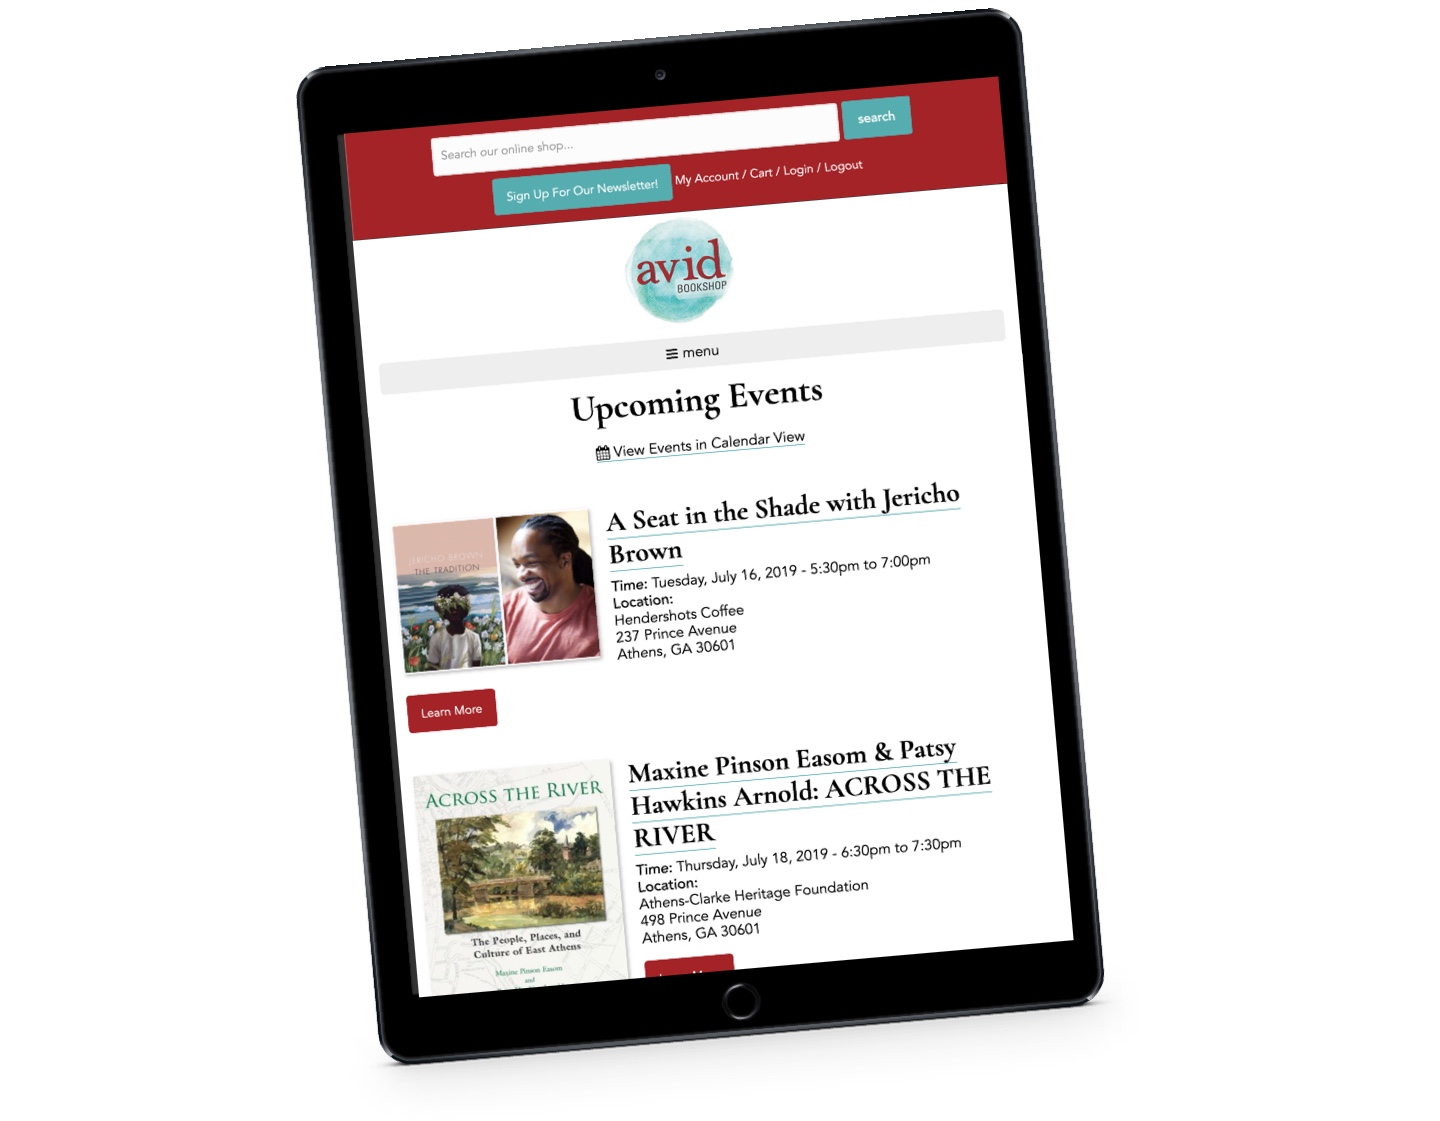 Search our online shop...
search
Sign Up For Our Newsletter!
My Account / Cart / Login / Logout
avid
BOOKSHOP
menu
Upcoming Events
View Events in Calendar View
JERICHO BROWN
THE TRADITION
A Seat in the Shade with Jericho
Brown
Time: Tuesday, July 16, 2019 - 5:30pm to 7:00pm
Location:
Hendershots Coffee
237 Prince Avenue
Athens, GA 30601
Learn More
ACROSS THE RIVER
The People, Places, and
Culture of East Athens
Maxine Pinson Easom
and
Maxine Pinson Easom & Patsy
Hawkins Arnold: ACROSS THE
RIVER
Time: Thursday, July 18, 2019 - 6:30pm to 7:30pm
Location:
Athens-Clarke Heritage Foundation
498 Prince Avenue
Athens, GA 30601